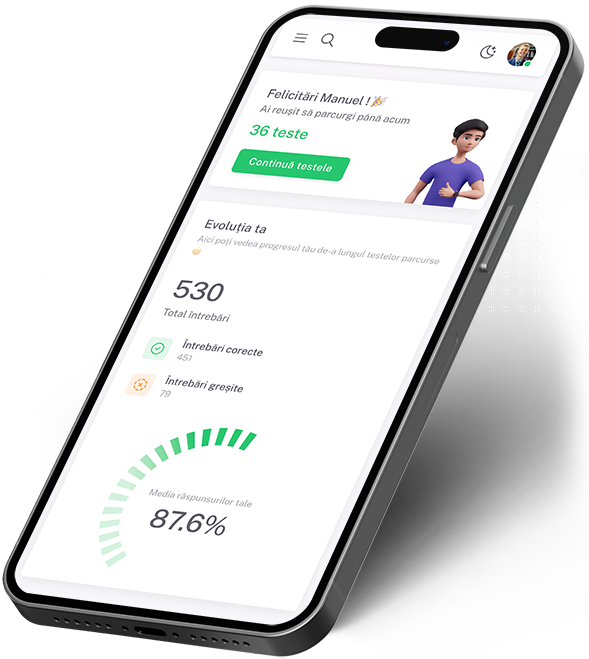 Felicitări Manuel ! 🎉
Ai reușit să parcurgi până acum
36 teste
Continuă testele
Evoluția ta
Aici poți vedea progresul tău de-a lungul testelor parcurse
530
Total întrebări
Întrebări corecte
451
Întrebări greșite
79
Media răspunsurilor tale
87.6%